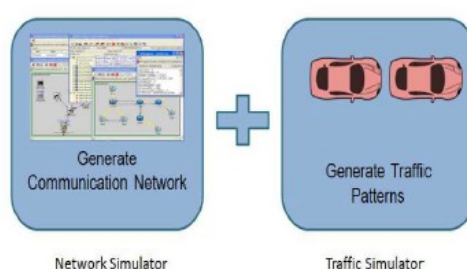 Generate
Communication Network
Generate Traffic
Patterns
Network Simulator
Traffic Simulator